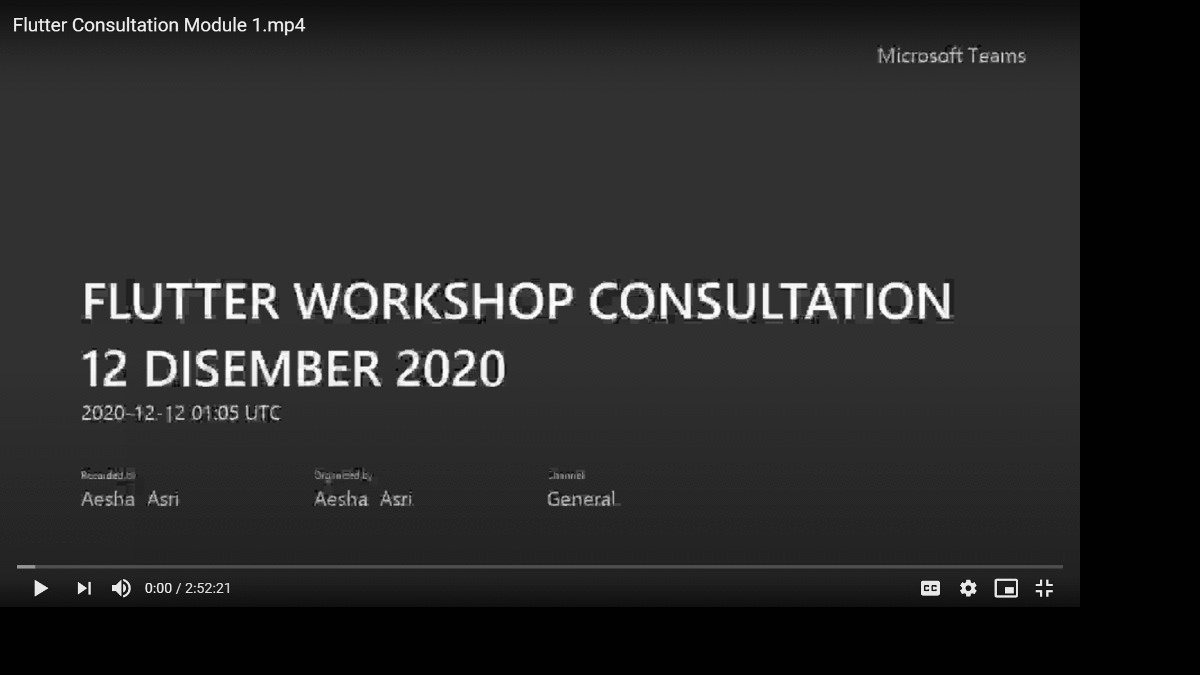 Flutter Consultation Module 1.mp4
Microsoft Teams
FLUTTER WORKSHOP CONSULTATION
12 DISEMBER 2020
2020-12-12 01:05 UTC
Recorded by Organized by Channel
Aesha Asri Aesha Asri General
0:00 / 2:52:21 CC